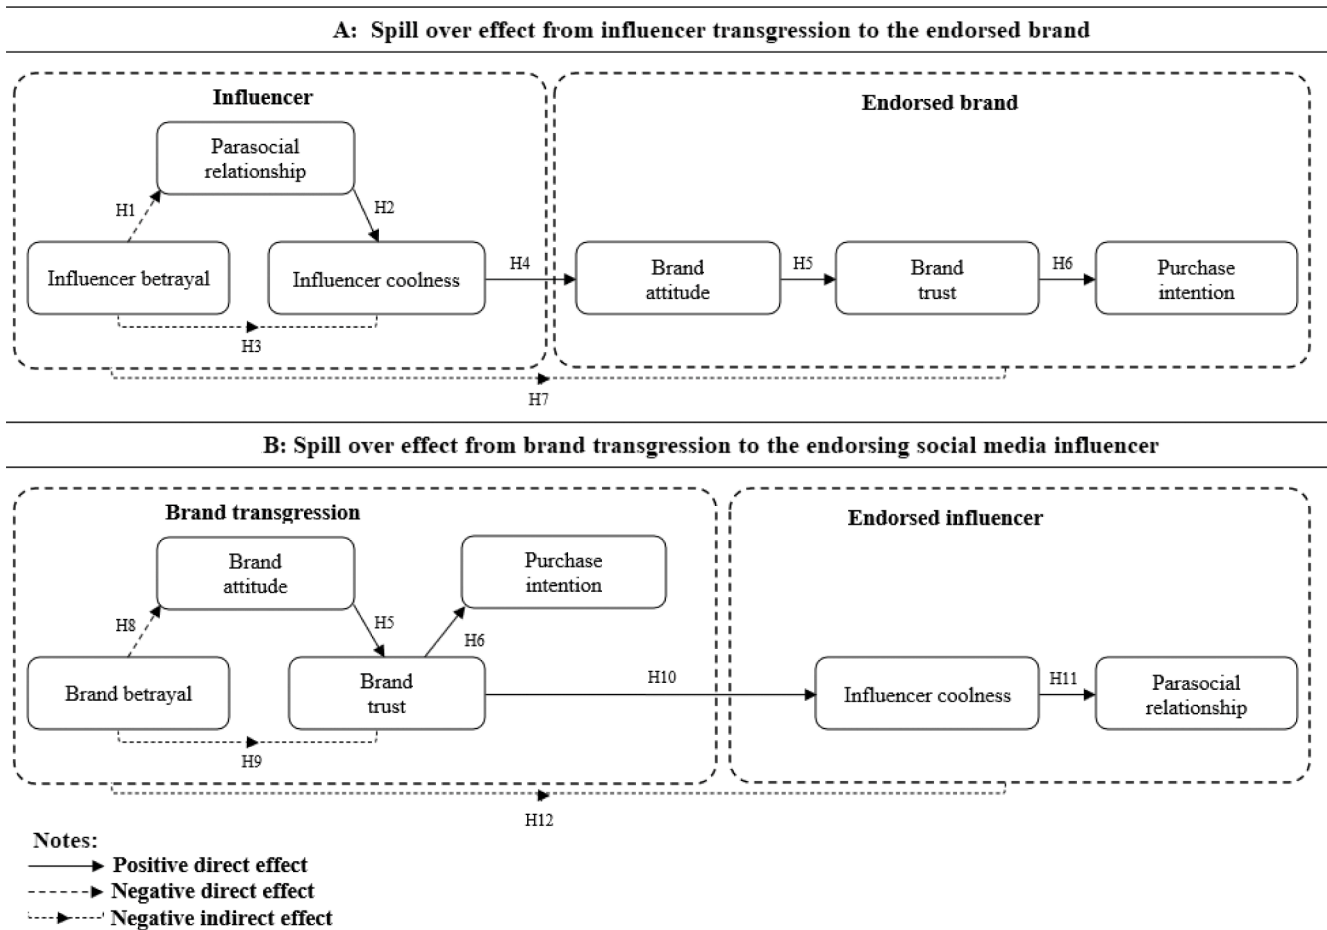 A: Spill over effect from influencer transgression to the endorsed brand
Influencer
Endorsed brand
Parasocial
relationship
H1
H2
Influencer betrayal
Influencer coolness
H4
Brand
attitude
H5
Brand
trust
H6
Purchase
intention
H3
H7
B: Spill over effect from brand transgression to the endorsing social media influencer
Brand transgression
Endorsed influencer
Brand
attitude
Purchase
intention
H8
H5
H6
Brand betrayal
Brand
trust
H10
Influencer coolness
H11
Parasocial
relationship
H9
H12
Notes:
Positive direct effect
Negative direct effect
Negative indirect effect